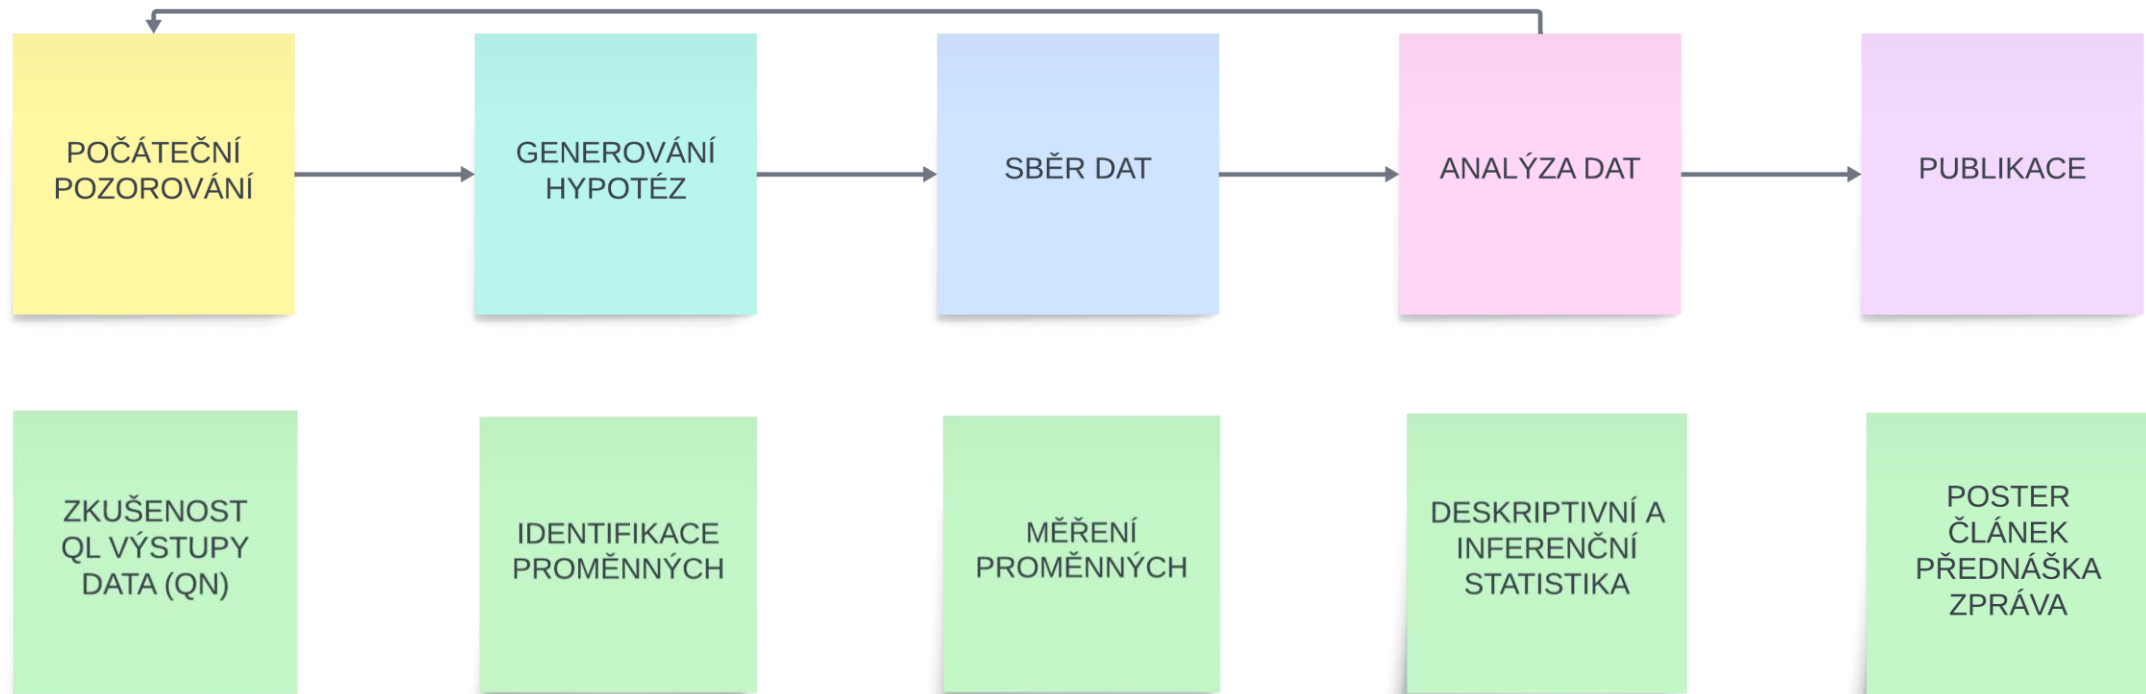 POČÁTEČNÍ
POZOROVÁNÍ
GENEROVÁNÍ
HYPOTÉZ
SBĚR DAT
ANALÝZA DAT
PUBLIKACE
ZKUŠENOST
QL VÝSTUPY
DATA (QN)
IDENTIFIKACE
PROMĚNNÝCH
MĚŘENÍ
PROMĚNNÝCH
DESKRIPTIVNÍ A
INFERENČNÍ
STATISTIKA
POSTER
ČLÁNEK
PŘEDNÁŠKA
ZPRÁVA